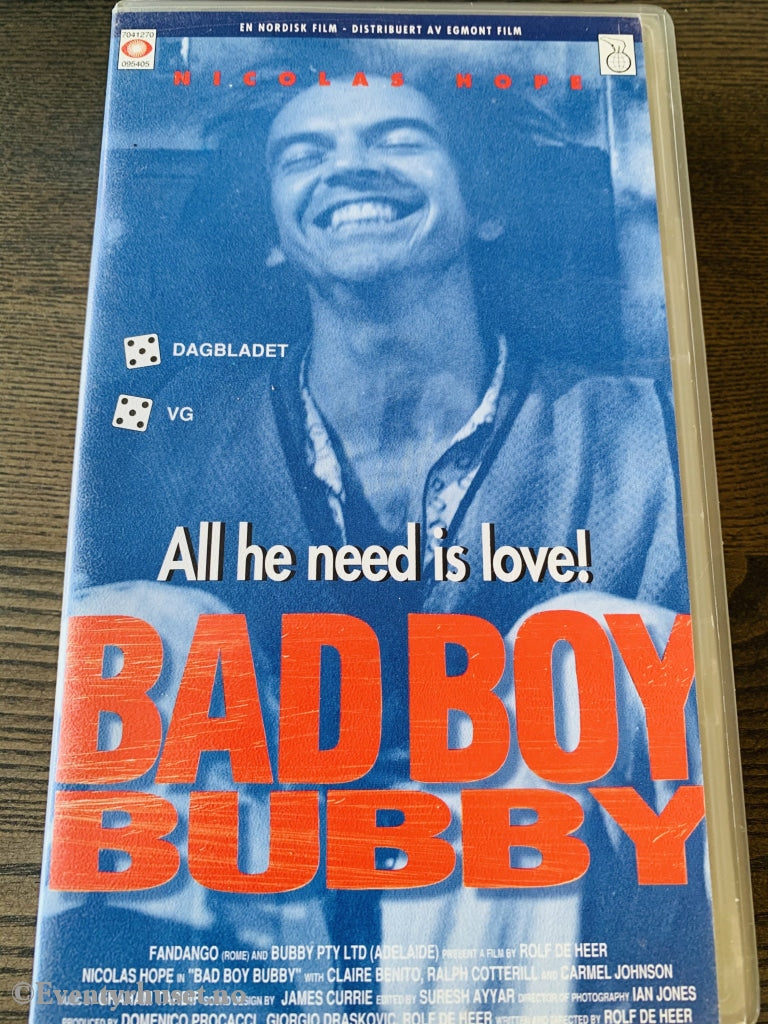 EN NORDISK FILM - DISTRIBUERT AV EGMONT FILM
7041270
095405
NICOLAS HOPE
DAGBLADET
VG
All he need is love!
BAD BOY
BUBBY
FANDANGO (ROME) AND BUBBY PTY LTD (ADELAIDE) PRESENT A FILM BY ROLF DE HEER
NICOLAS HOPE IN "BAD BOY BUBBY" WITH CLAIRE BENITO, RALPH COTTERILL AND CARMEL JOHNSON
SOUND DESIGN BY JAMES CURRIE EDITED BY SURESH AYYAR DIRECTOR OF PHOTOGRAPHY IAN JONES
PRODUCED BY DOMENICO PROCACCI, GIORGIO DRASKOVIC, ROLF DE HEER WRITTEN AND DIRECTED BY ROLF DE HEER
© Eventyrhuset.no